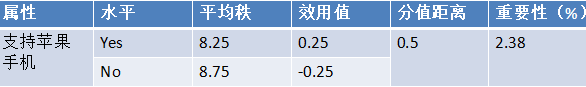 属性 水平 平均秩 效用值 分值距离 重要性（%）
支持苹果手机 Yes 8.25 0.25 0.5 2.38
No 8.75 -0.25